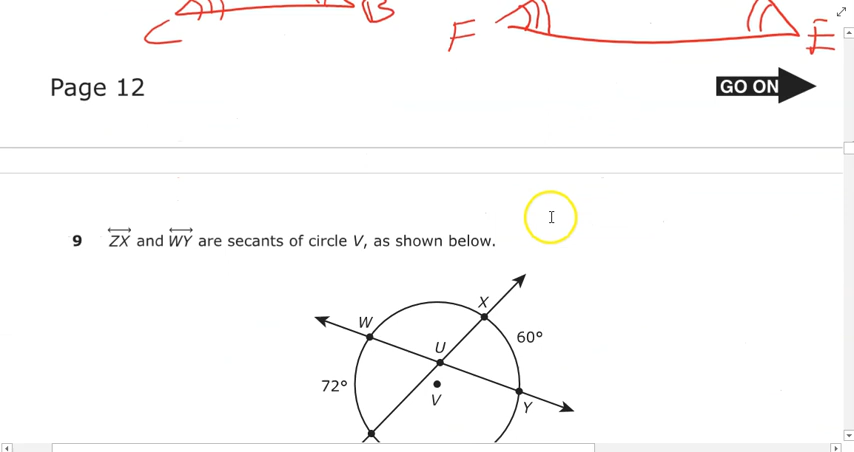 C B F E
Page 12 GO ON
9 ZX and WY are secants of circle V, as shown below.
X
W
60°
U
72°
V
Y